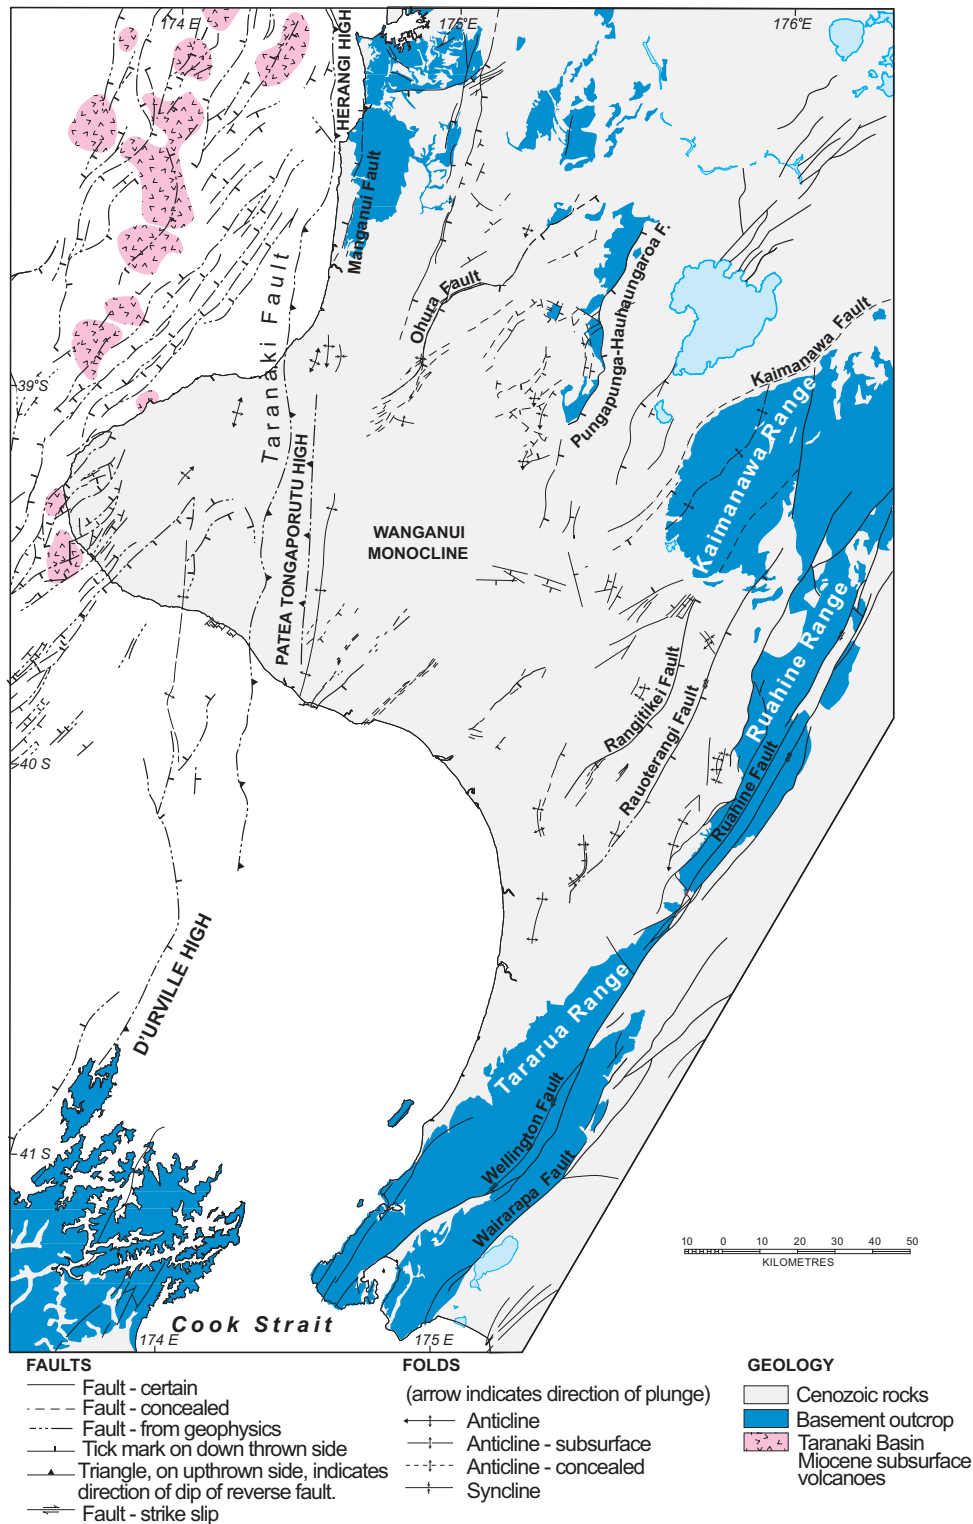 174 E
175°E
176°E
HERANGI HIGH
Manganui Fault
Taranaki Fault
Ohura Fault
Pungapunga-Hauhaungaroa F.
Kaimanawa Fault
39°S
Kaimanawa Range
PATEA TONGAPORUTU HIGH
WANGANUI
MONOCLINE
Ruahine Range
Rangitikei Fault
Rauoterangi Fault
Ruahine Fault
40 S
D'URVILLE HIGH
Tararua Range
Wellington Fault
Wairarapa Fault
41 S
10 0 10 20 30 40 50
KILOMETRES
Cook Strait
174 E
175 E
FAULTS
Fault - certain
Fault - concealed
Fault - from geophysics
Tick mark on down thrown side
Triangle, on upthrown side, indicates
direction of dip of reverse fault.
Fault - strike slip
FOLDS
(arrow indicates direction of plunge)
Anticline
Anticline - subsurface
Anticline - concealed
Syncline
GEOLOGY
Cenozoic rocks
Basement outcrop
Taranaki Basin
Miocene subsurface
volcanoes